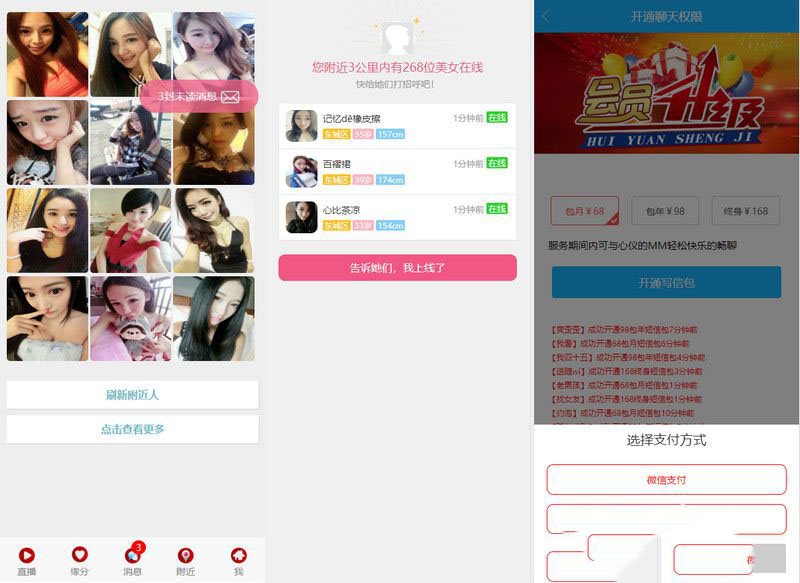 3封未读消息
刷新附近人
点击查看更多
3
直播
缘分
消息
附近
我
您附近3公里内有268位美女在线
快给她们打招呼吧！
记忆dê橡皮擦
1分钟前 在线
东城区 35岁 157cm
百褶裙
1分钟前 在线
东城区 39岁 174cm
心比茶凉
1分钟前 在线
东城区 33岁 154cm
告诉她们，我上线了
开通聊天权限
会员升级
HUI YUAN SHENG JI
包月￥68
包年￥98
终身￥168
服务期间内可与心仪的MM轻松快乐的畅聊
开通写信包
【爽歪歪】成功开通98包年短信包7分钟前
【我看】成功开通68包月短信包6分钟前
【我四十五】成功开通98包年短信包4分钟前
【送随wi】成功开通168终身短信包3分钟前
【老男孩】成功开通68包月短信包1分钟前
【找女友】成功开通168终身短信包1分钟前
【约泡】成功开通68包月短信包10分钟前
选择支付方式
微信支付
微